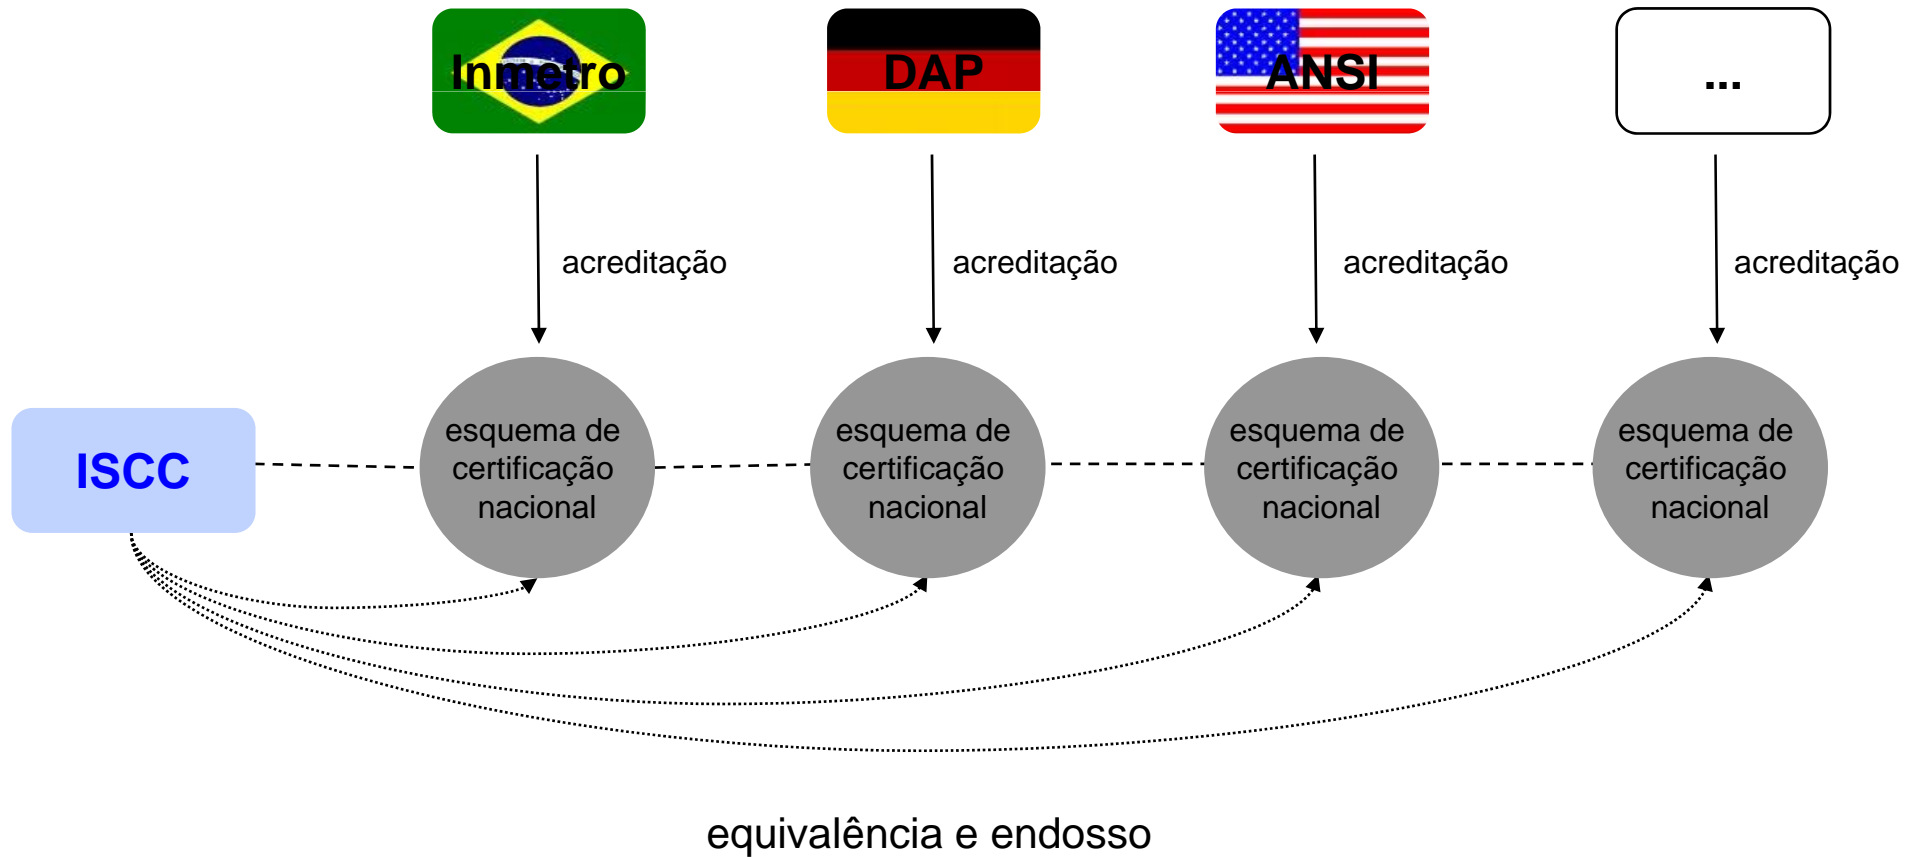 Inmetro
DAP
ANSI
...
acreditação
acreditação
acreditação
acreditação
ISCC
esquema de
certificação
nacional
esquema de
certificação
nacional
esquema de
certificação
nacional
esquema de
certificação
nacional
equivalência e endosso